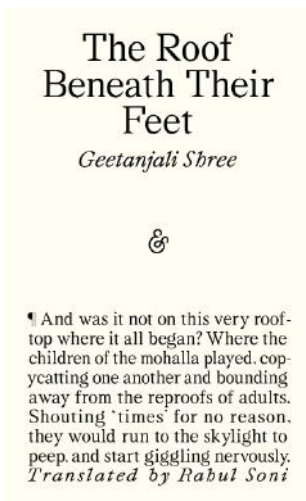 The Roof
Beneath Their
Feet
Geetanjali Shree
&
¶ And was it not on this very roof-
top where it all began? Where the
children of the mohalla played, cop-
ycatting one another and bounding
away from the reproofs of adults.
Shouting ‘times’ for no reason,
they would run to the skylight to
peep, and start giggling nervously.
Translated by Rahul Soni